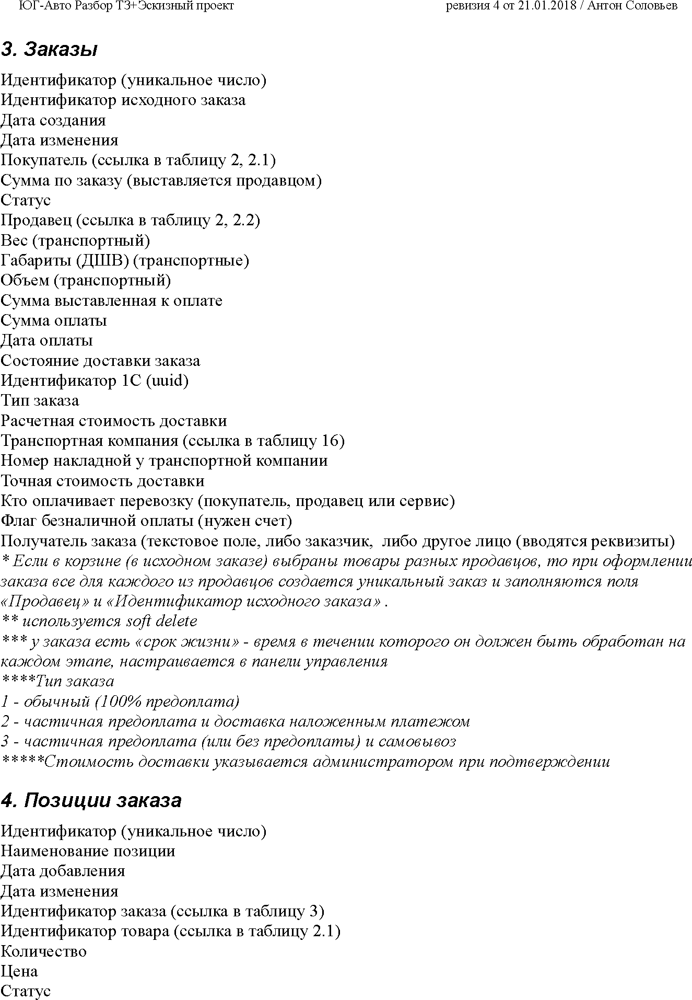 ЮГ-Авто Разбор ТЗ+Эскизный проект ревизия 4 от 21.01.2018 / Антон Соловьев
3. Заказы
Идентификатор (уникальное число)
Идентификатор исходного заказа
Дата создания
Дата изменения
Покупатель (ссылка в таблицу 2, 2.1)
Сумма по заказу (выставляется продавцом)
Статус
Продавец (ссылка в таблицу 2, 2.2)
Вес (транспортный)
Габариты (ДШВ) (транспортные)
Объем (транспортный)
Сумма выставленная к оплате
Сумма оплаты
Дата оплаты
Состояние доставки заказа
Идентификатор 1С (uuid)
Тип заказа
Расчетная стоимость доставки
Транспортная компания (ссылка в таблицу 16)
Номер накладной у транспортной компании
Точная стоимость доставки
Кто оплачивает перевозку (покупатель, продавец или сервис)
Флаг безналичной оплаты (нужен счет)
Получатель заказа (текстовое поле, либо заказчик,  либо другое лицо (вводятся реквизиты)
* Если в корзине (в исходном заказе) выбраны товары разных продавцов, то при оформлении
заказа все для каждого из продавцов создается уникальный заказ и заполняются поля
«Продавец» и «Идентификатор исходного заказа» .
** используется soft delete
*** у заказа есть «срок жизни» - время в течении которого он должен быть обработан на
каждом этапе, настраивается в панели управления
****Тип заказа
1 - обычный (100% предоплата)
2 - частичная предоплата и доставка наложенным платежом
3 - частичная предоплата (или без предоплаты) и самовывоз
*****Стоимость доставки указывается администратором при подтверждении
4. Позиции заказа
Идентификатор (уникальное число)
Наименование позиции
Дата добавления
Дата изменения
Идентификатор заказа (ссылка в таблицу 3)
Идентификатор товара (ссылка в таблицу 2.1)
Количество
Цена
Статус